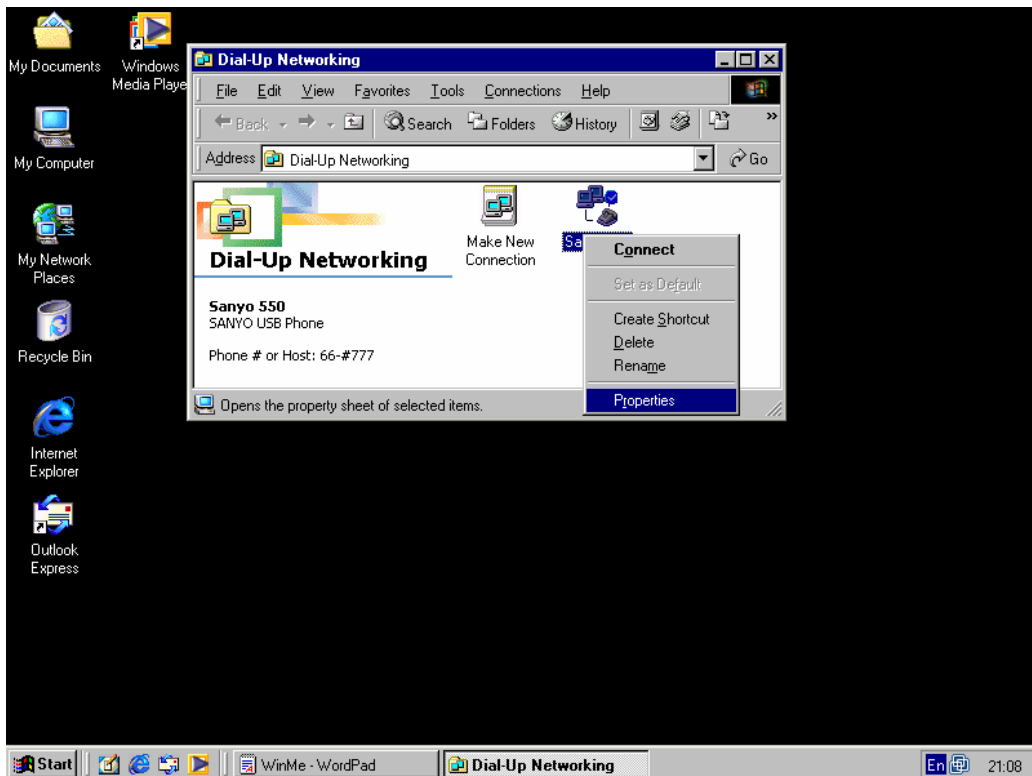 My Documents
Windows
Media Playe
My Computer
My Network
Places
Recycle Bin
Internet
Explorer
Outlook
Express
Dial-Up Networking
File Edit View Favorites Tools Connections Help
Back Search Folders History »
Address Dial-Up Networking Go
Dial-Up Networking
Sanyo 550
SANYO USB Phone
Phone # or Host: 66-#777
Make New
Connection
Sa
Connect
Set as Default
Create Shortcut
Delete
Rename
Properties
Opens the property sheet of selected items.
Start WinMe - WordPad Dial-Up Networking En 21:08